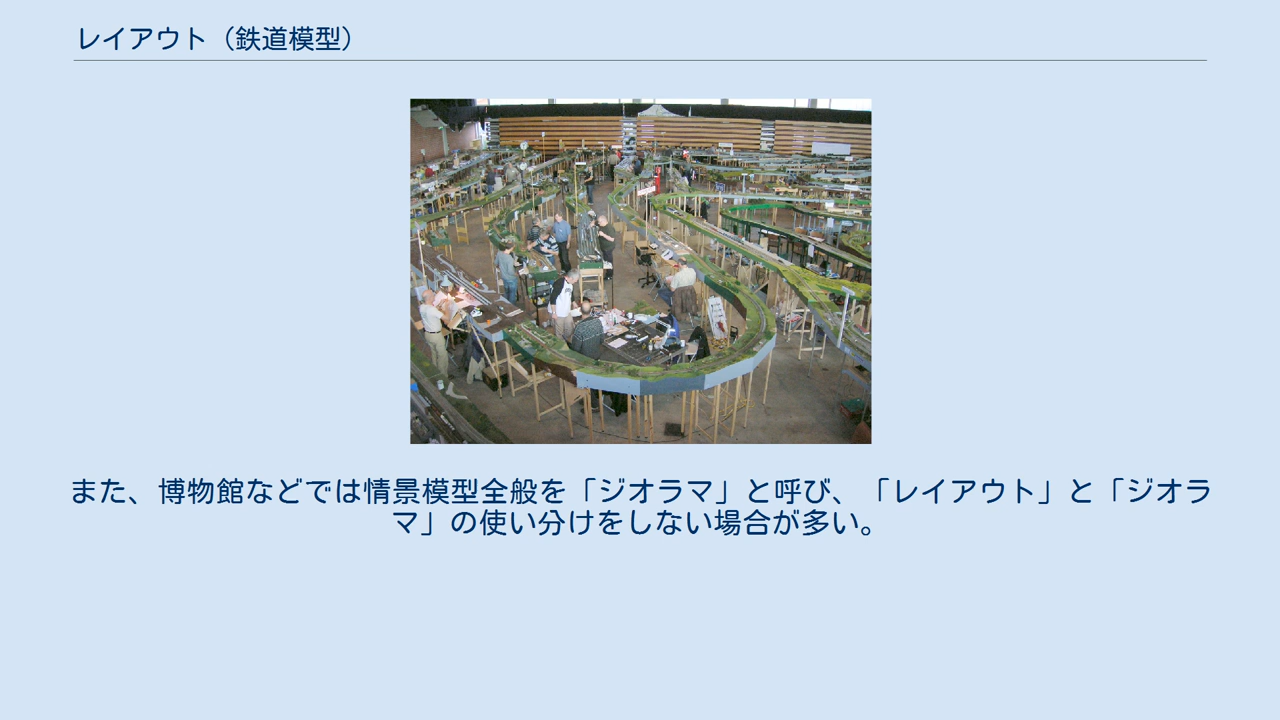 レイアウト（鉄道模型）
また、博物館などでは情景模型全般を「ジオラマ」と呼び、「レイアウト」と「ジオラ
マ」の使い分けをしない場合が多い。